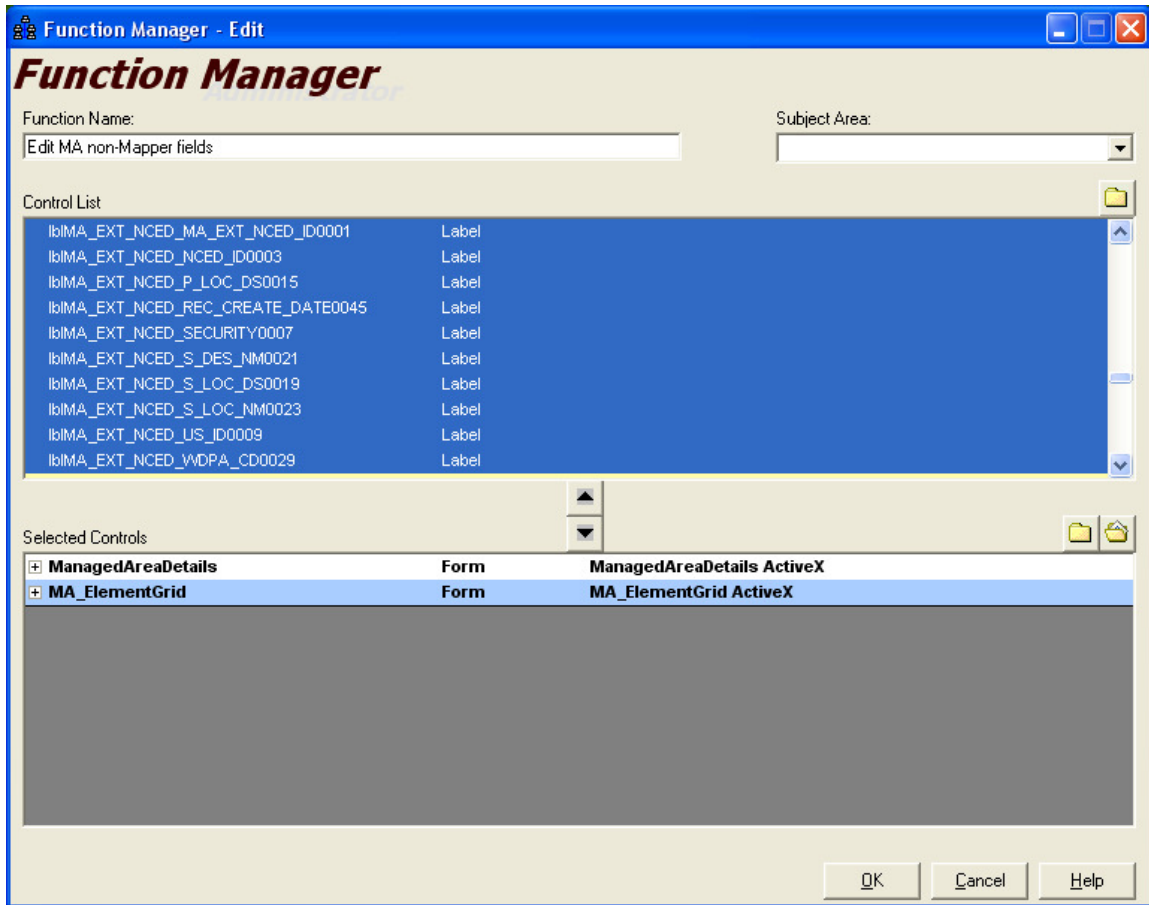 Function Manager - Edit
Function Manager
Administrator
Function Name:
Subject Area:
Edit MA non-Mapper fields
Control List
lblMA_EXT_NCED_MA_EXT_NCED_ID0001 Label
lblMA_EXT_NCED_NCED_ID0003 Label
lblMA_EXT_NCED_P_LOC_DS0015 Label
lblMA_EXT_NCED_REC_CREATE_DATE0045 Label
lblMA_EXT_NCED_SECURITY0007 Label
lblMA_EXT_NCED_S_DES_NM0021 Label
lblMA_EXT_NCED_S_LOC_DS0019 Label
lblMA_EXT_NCED_S_LOC_NM0023 Label
lblMA_EXT_NCED_US_ID0009 Label
lblMA_EXT_NCED_WDPA_CD0029 Label
Selected Controls
ManagedAreaDetails Form ManagedAreaDetails ActiveX
MA_ElementGrid Form MA_ElementGrid ActiveX
OK
Cancel
Help